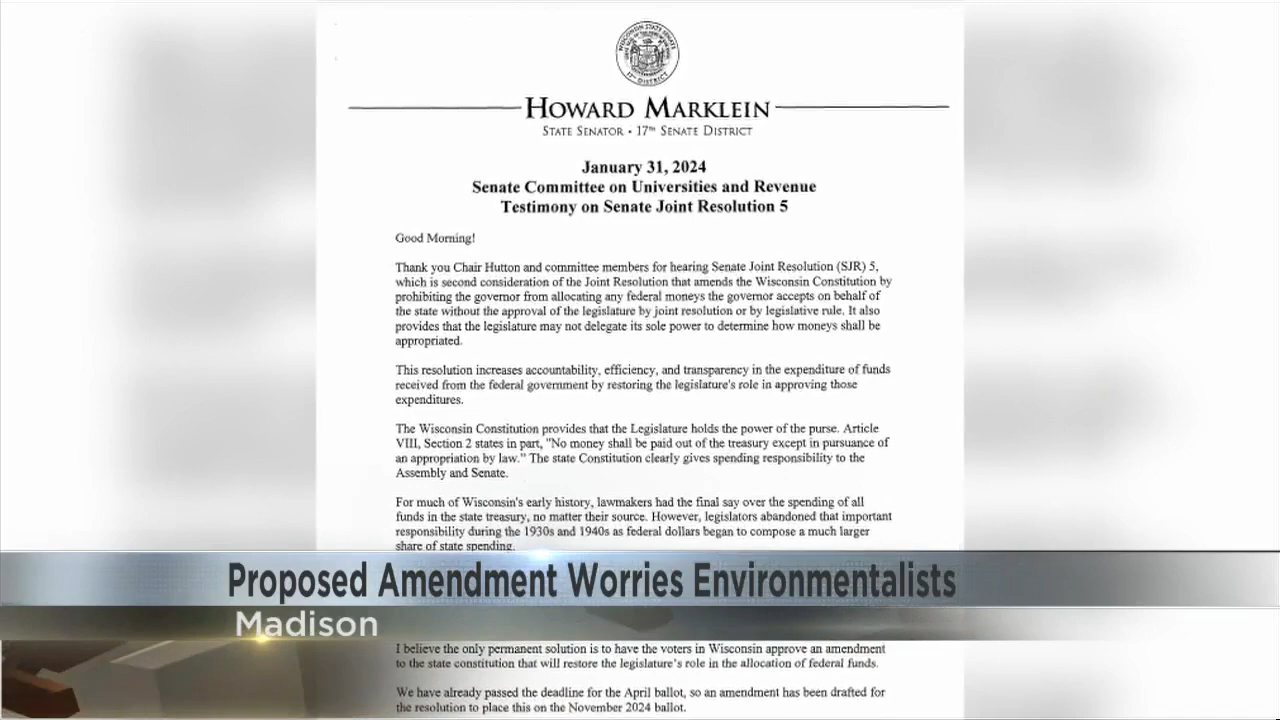 WISCONSIN STATE SENATE
17TH DISTRICT
HOWARD MARKLEIN
STATE SENATOR • 17TH SENATE DISTRICT
January 31, 2024
Senate Committee on Universities and Revenue
Testimony on Senate Joint Resolution 5
Good Morning!
Thank you Chair Hutton and committee members for hearing Senate Joint Resolution (SJR) 5,
which is second consideration of the Joint Resolution that amends the Wisconsin Constitution by
prohibiting the governor from allocating any federal moneys the governor accepts on behalf of
the state without the approval of the legislature by joint resolution or by legislative rule. It also
provides that the legislature may not delegate its sole power to determine how moneys shall be
appropriated.
This resolution increases accountability, efficiency, and transparency in the expenditure of funds
received from the federal government by restoring the legislature's role in approving those
expenditures.
The Wisconsin Constitution provides that the Legislature holds the power of the purse. Article
VIII, Section 2 states in part, "No money shall be paid out of the treasury except in pursuance of
an appropriation by law." The state Constitution clearly gives spending responsibility to the
Assembly and Senate.
For much of Wisconsin's early history, lawmakers had the final say over the spending of all
funds in the state treasury, no matter their source. However, legislators abandoned that important
responsibility during the 1930s and 1940s as federal dollars began to compose a much larger
share of state spending.
Proposed Amendment Worries Environmentalists
Madison
I believe the only permanent solution is to have the voters in Wisconsin approve an amendment
to the state constitution that will restore the legislature's role in the allocation of federal funds.
We have already passed the deadline for the April ballot, so an amendment has been drafted for
the resolution to place this on the November 2024 ballot.